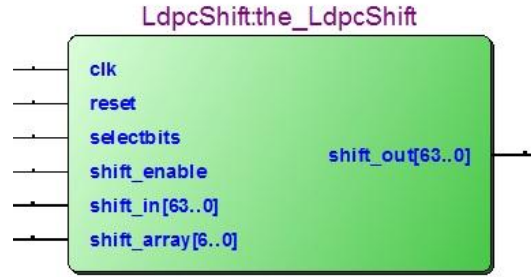 LdpcShift:the_LdpcShift
clk
reset
selectbits
shift_enable
shift_out[63..0]
shift_in[63..0]
shift_array[6..0]